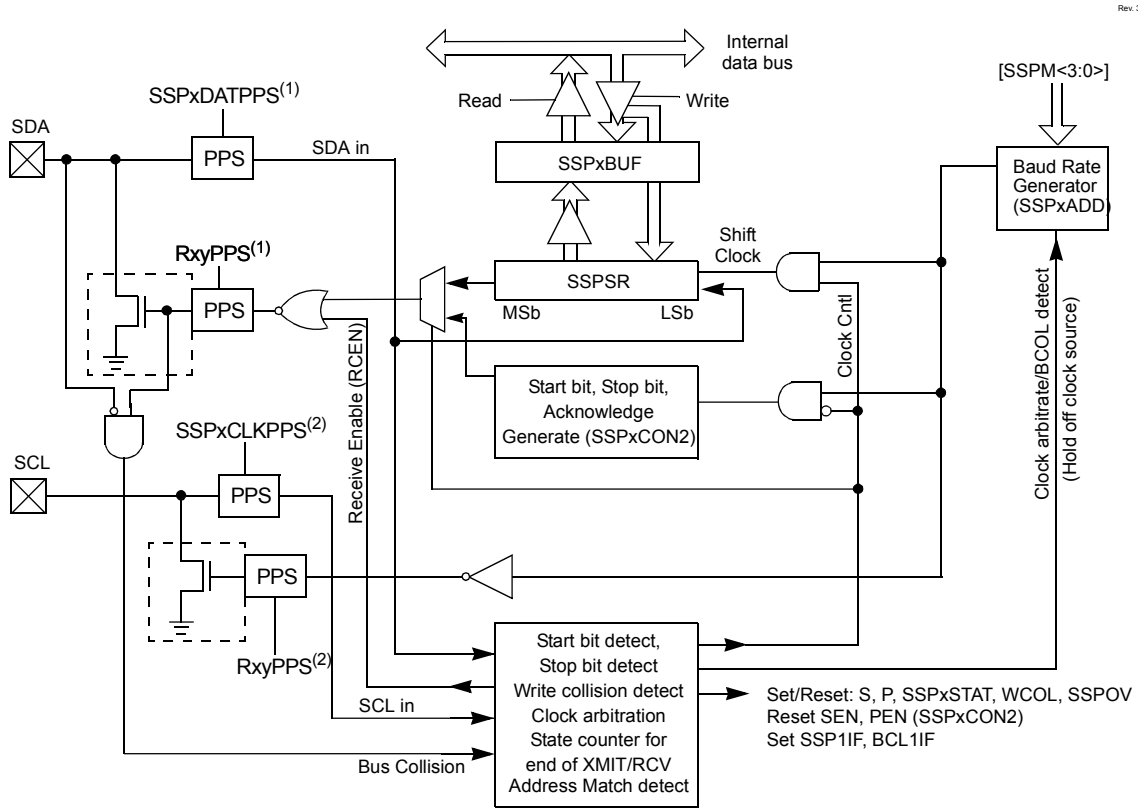 Rev. 3
Internal
data bus
[SSPM<3:0>]
Read
Write
SSPxDATPPS(1)
SDA
PPS
SDA in
SSPxBUF
Baud Rate
Generator
(SSPxADD)
Shift
Clock
RxyPPS(1)
PPS
SSPSR
MSb
LSb
Clock Cntl
Clock arbitrate/BCOL detect
(Hold off clock source)
Receive Enable (RCEN)
Start bit, Stop bit,
Acknowledge
Generate (SSPxCON2)
SSPxCLKPPS(2)
SCL
PPS
PPS
RxyPPS(2)
SCL in
Bus Collision
Start bit detect,
Stop bit detect
Write collision detect
Clock arbitration
State counter for
end of XMIT/RCV
Address Match detect
Set/Reset: S, P, SSPxSTAT, WCOL, SSPOV
Reset SEN, PEN (SSPxCON2)
Set SSP1IF, BCL1IF